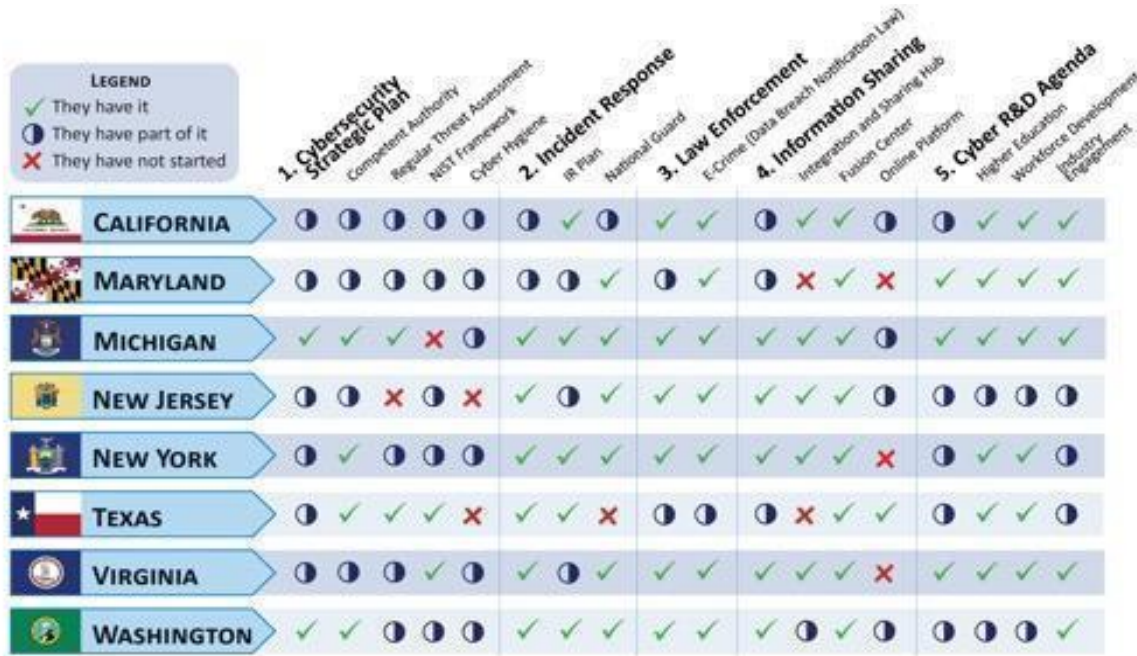 LEGEND
They have it
They have part of it
They have not started
1. Cybersecurity
Strategic Plan
Competent Authority
Regular Threat Assessment
NIST Framework
Cyber Hygiene
2. Incident Response
IR Plan
National Guard
3. Law Enforcement
E-Crime (Data Breach Notification Law)
4. Information Sharing
Integration and Sharing Hub
Fusion Center
Online Platform
5. Cyber R&D Agenda
Higher Education
Workforce Development
Industry
Engagement
CALIFORNIA
MARYLAND
MICHIGAN
NEW JERSEY
NEW YORK
TEXAS
VIRGINIA
WASHINGTON